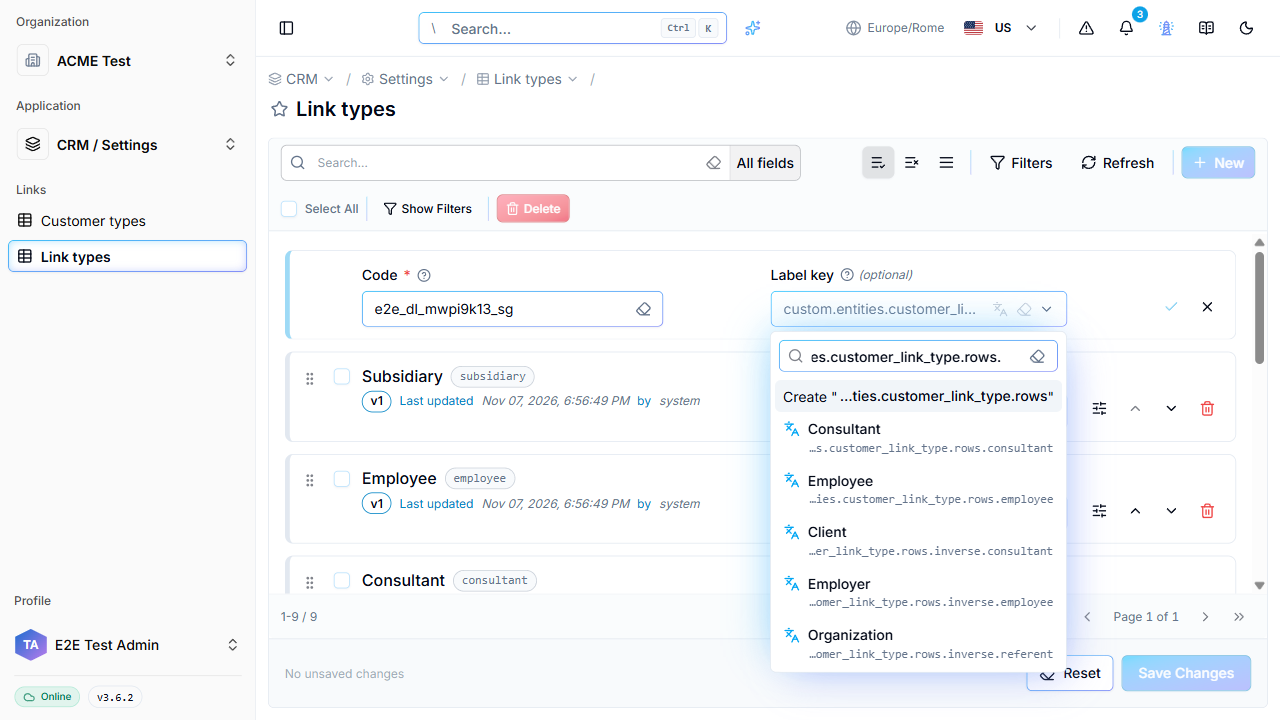 Organization
ACME Test
Application
CRM / Settings
Links
Customer types
Link types
Profile
TA
E2E Test Admin
Online
v3.6.2
\ Search... Ctrl K
Europe/Rome
US
3
CRM / Settings / Link types /
Link types
Search...
All fields
Filters
Refresh
New
Select All
Show Filters
Delete
Code *
e2e_dl_mwpi9k13_sg
Label key (optional)
custom.entities.customer_li...
es.customer_link_type.rows.
Create "…ties.customer_link_type.rows"
Consultant
…s.customer_link_type.rows.consultant
Employee
…ies.customer_link_type.rows.employee
Client
…er_link_type.rows.inverse.consultant
Employer
…omer_link_type.rows.inverse.employee
Organization
…omer_link_type.rows.inverse.referent
Subsidiary subsidiary
v1 Last updated Nov 07, 2026, 6:56:49 PM by system
Employee employee
v1 Last updated Nov 07, 2026, 6:56:49 PM by system
Consultant consultant
1-9 / 9
Page 1 of 1
No unsaved changes
Reset
Save Changes